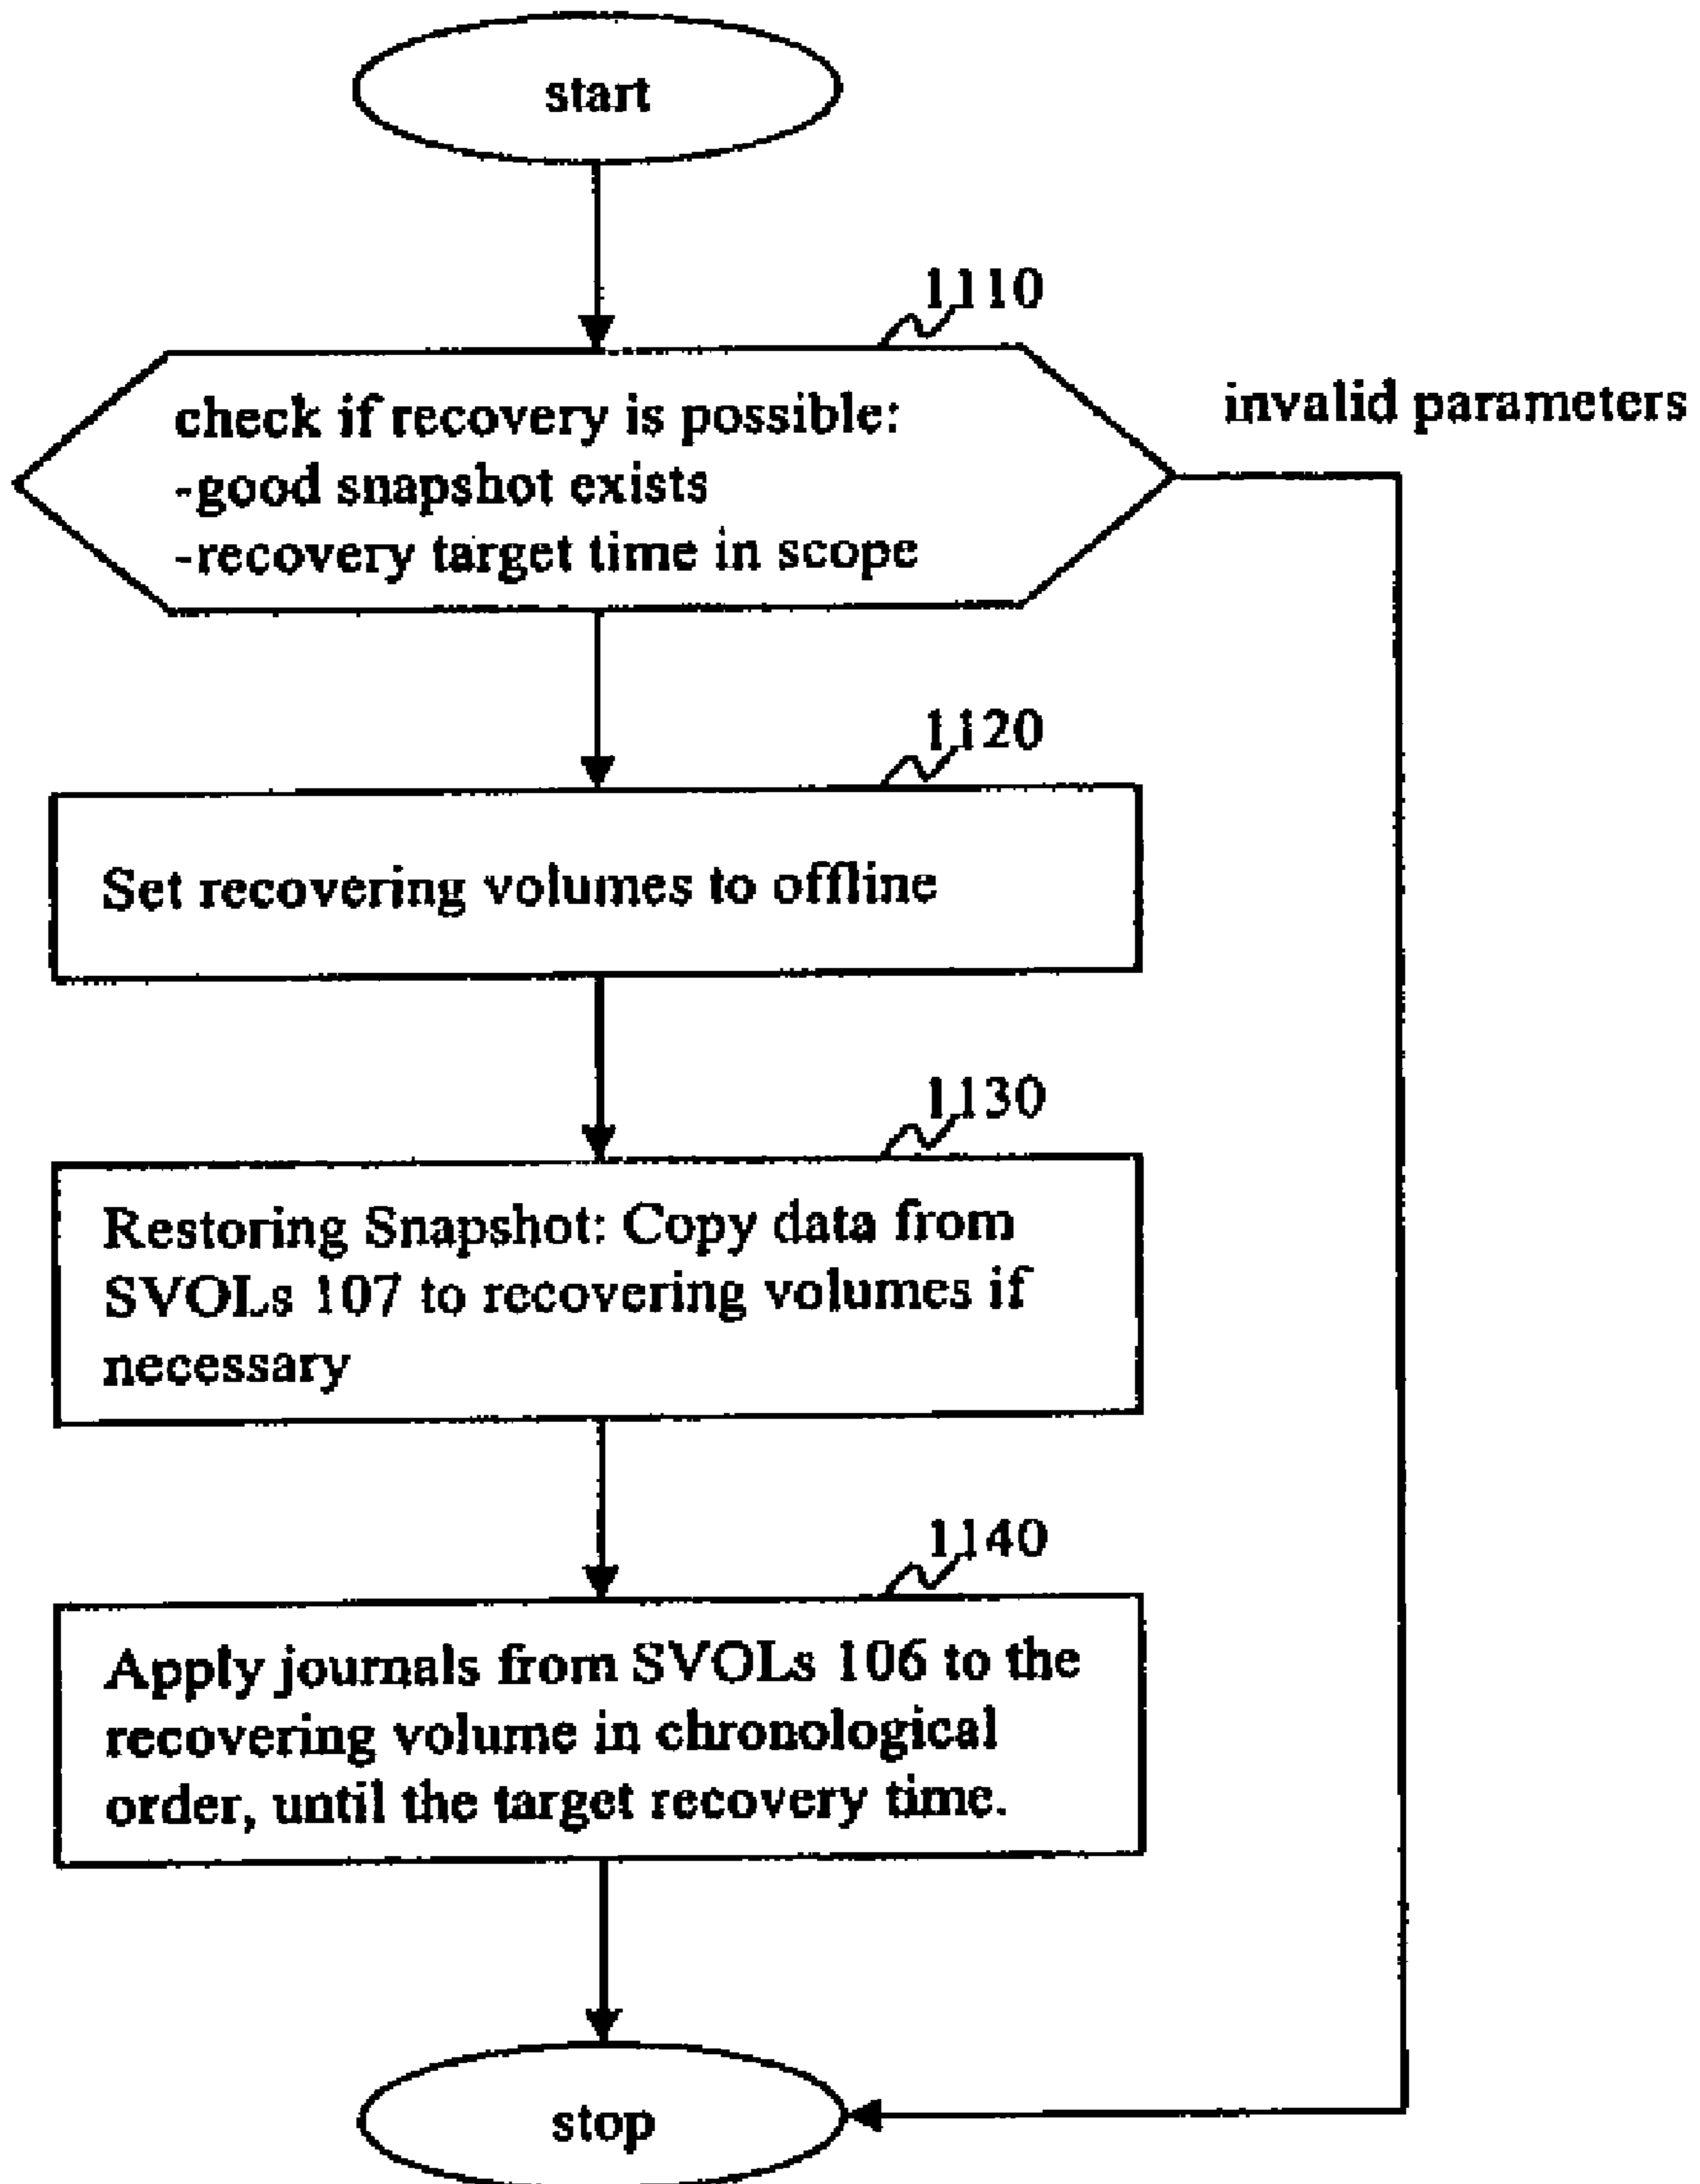 start
1110
check if recovery is possible:
-good snapshot exists
-recovery target time in scope
invalid parameters
1120
Set recovering volumes to offline
1130
Restoring Snapshot: Copy data from
SVOLs 107 to recovering volumes if
necessary
1140
Apply journals from SVOLs 106 to the
recovering volume in chronological
order, until the target recovery time.
stop